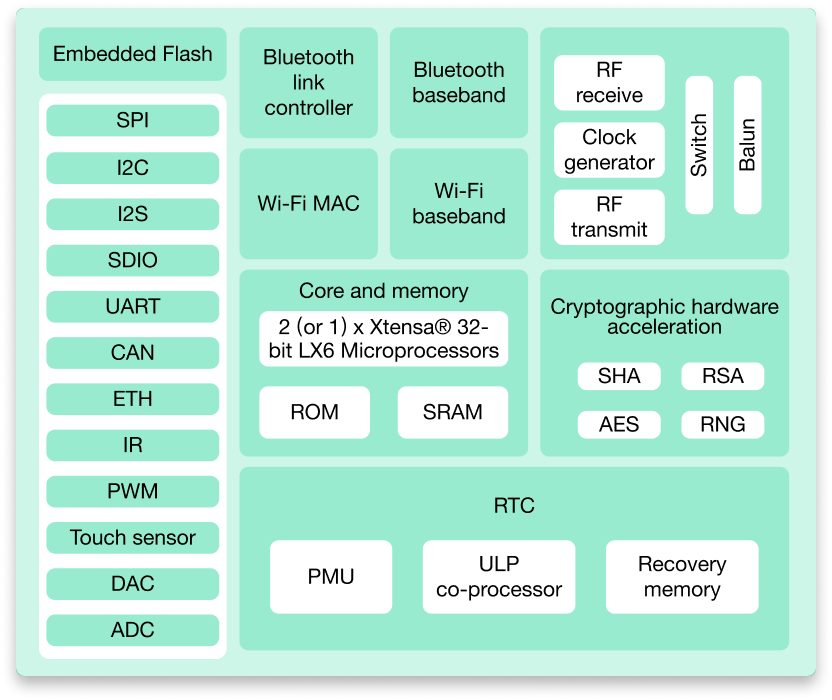 Embedded Flash
SPI
I2C
I2S
SDIO
UART
CAN
ETH
IR
PWM
Touch sensor
DAC
ADC
Bluetooth
link
controller
Bluetooth
baseband
Wi-Fi MAC
Wi-Fi
baseband
RF
receive
Clock
generator
RF
transmit
Switch
Balun
Core and memory
2 (or 1) x Xtensa® 32-
bit LX6 Microprocessors
ROM
SRAM
Cryptographic hardware
acceleration
SHA
RSA
AES
RNG
RTC
PMU
ULP
co-processor
Recovery
memory